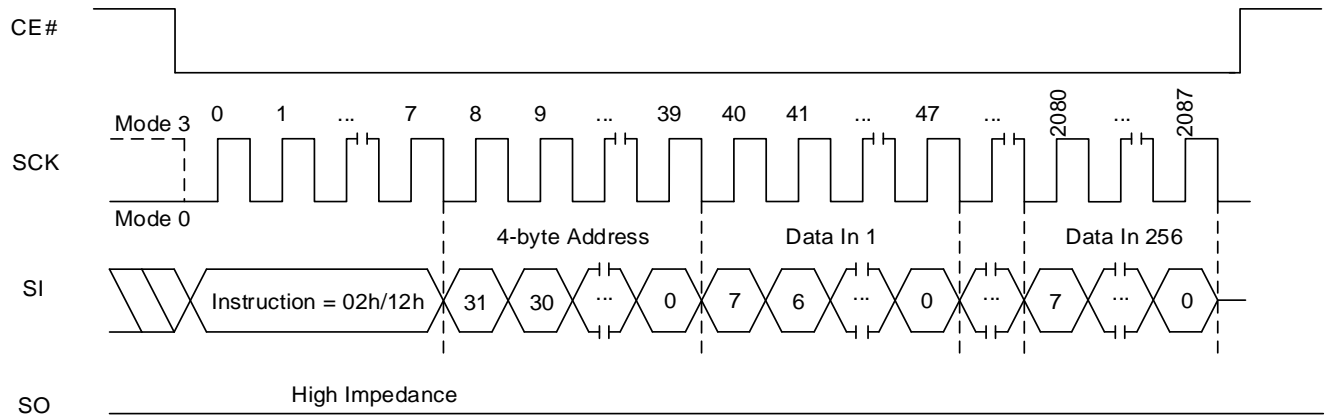 CE#
0 1 ... 7 8 9 ... 39 40 41 ... 47 ... 2080 ... 2087
Mode 3
SCK
Mode 0
4-byte Address Data In 1 Data In 256
SI Instruction = 02h/12h 31 30 ... 0 7 6 ... 0 ... 7 ... 0
High Impedance
SO